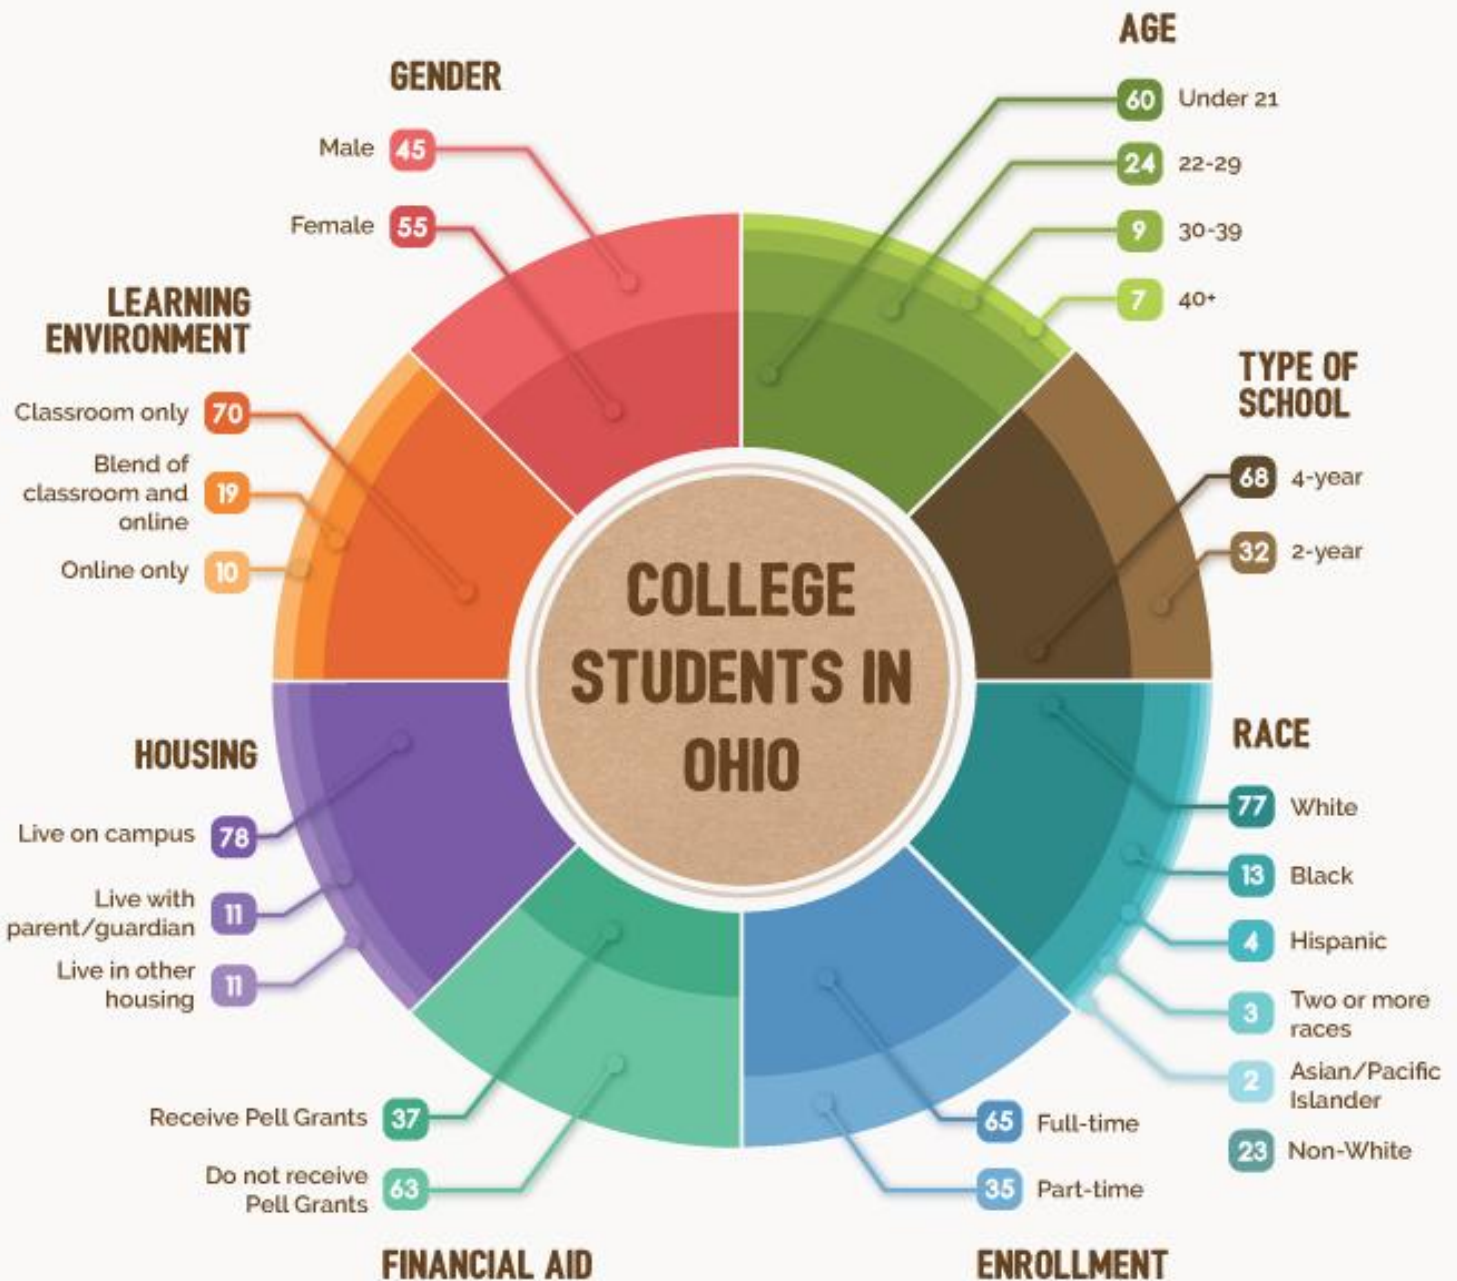 AGE
60 Under 21
24 22-29
9 30-39
7 40+
GENDER
Male 45
Female 55
LEARNING
ENVIRONMENT
Classroom only 70
Blend of
classroom and 19
online
Online only 10
TYPE OF
SCHOOL
68 4-year
32 2-year
COLLEGE
STUDENTS IN
OHIO
HOUSING
Live on campus 78
Live with
parent/guardian 11
Live in other
housing 11
RACE
77 White
13 Black
4 Hispanic
3 Two or more
races
2 Asian/Pacific
Islander
23 Non-White
Receive Pell Grants 37
Do not receive
Pell Grants 63
FINANCIAL AID
65 Full-time
35 Part-time
ENROLLMENT